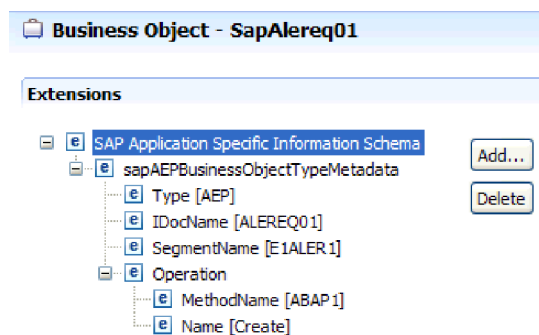 Business Object - SapAlereq01
Extensions
SAP Application Specific Information Schema
Add...
sapAEPBusinessObjectTypeMetadata
Type [AEP]
Delete
IDocName [ALEREQ01]
SegmentName [E1ALER1]
Operation
MethodName [ABAP1]
Name [Create]